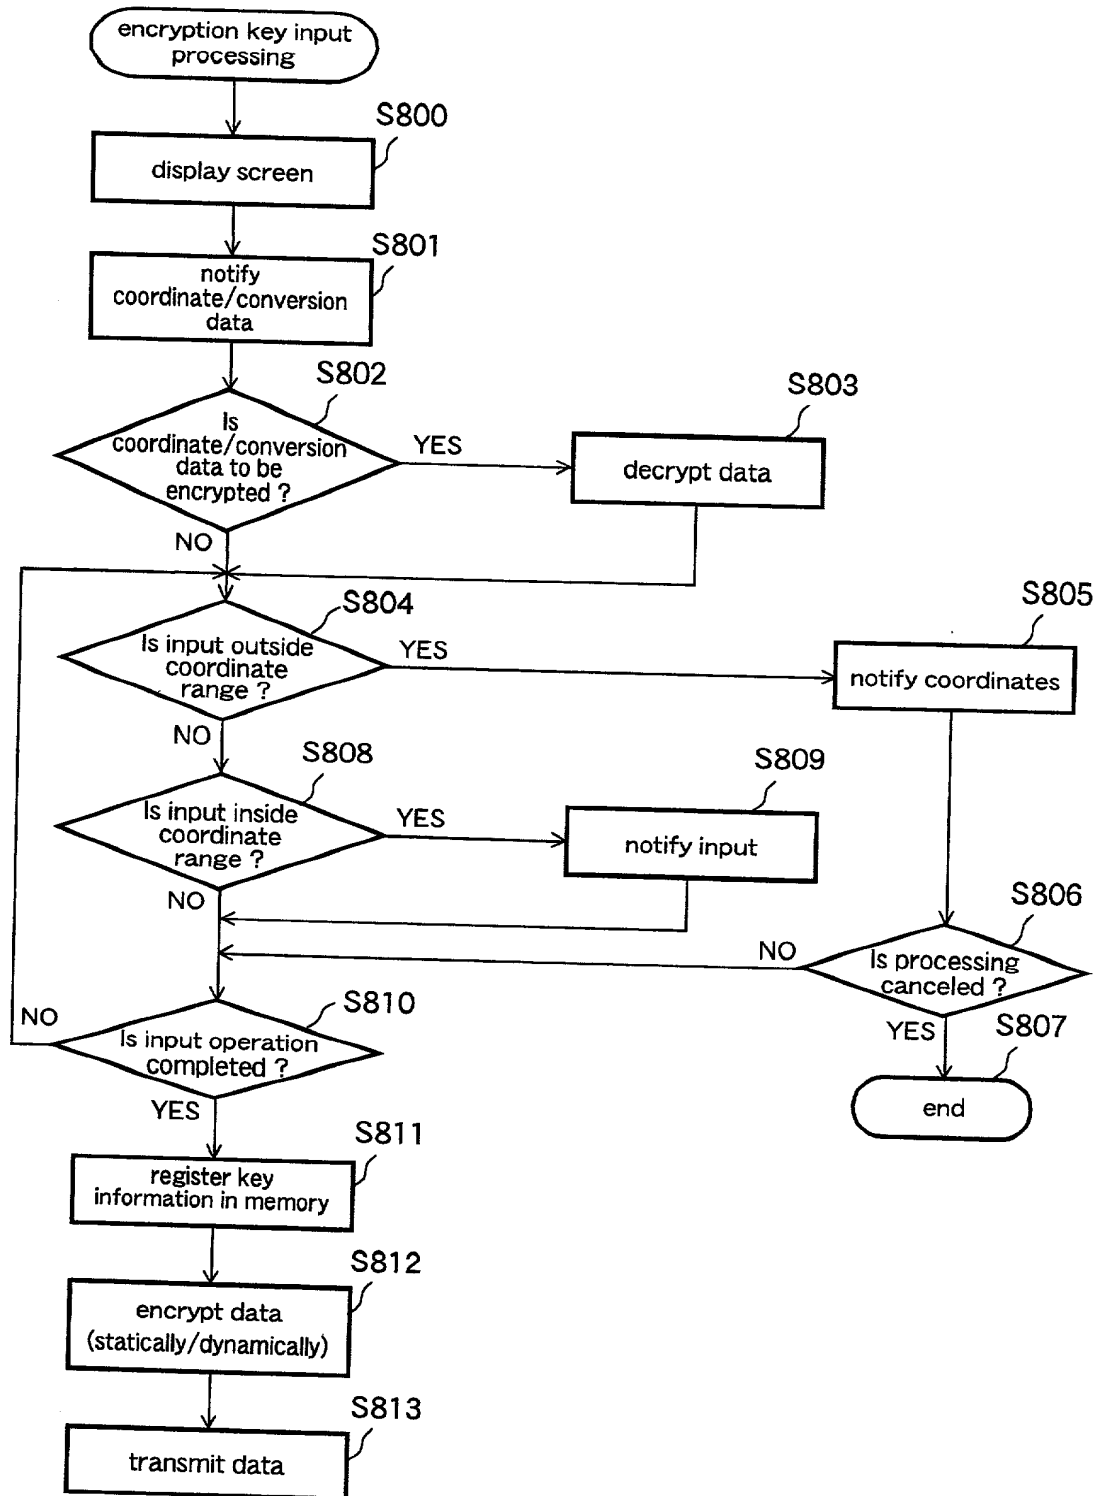 encryption key input
processing
S800
display screen
S801
notify
coordinate/conversion
data
S802
Is
coordinate/conversion
data to be
encrypted ?
YES
S803
decrypt data
NO
S804
Is input outside
coordinate
range ?
YES
S805
notify coordinates
NO
S808
Is input inside
coordinate
range ?
YES
S809
notify input
NO
S806
Is processing
canceled ?
NO
YES
S807
end
S810
Is input operation
completed ?
NO
YES
S811
register key
information in memory
S812
encrypt data
(statically/dynamically)
S813
transmit data